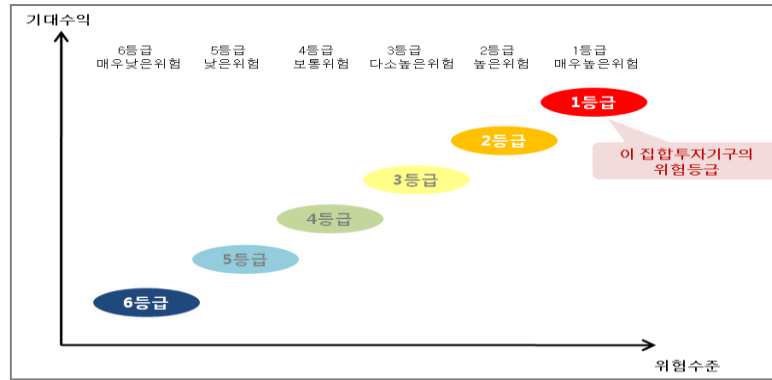 기대수익
6등급 5등급 4등급 3등급 2등급 1등급
매우낮은위험 낮은위험 보통위험 다소높은위험 높은위험 매우높은위험
1등급
2등급
이 집합투자기구의
위험등급
3등급
4등급
5등급
6등급
위험수준